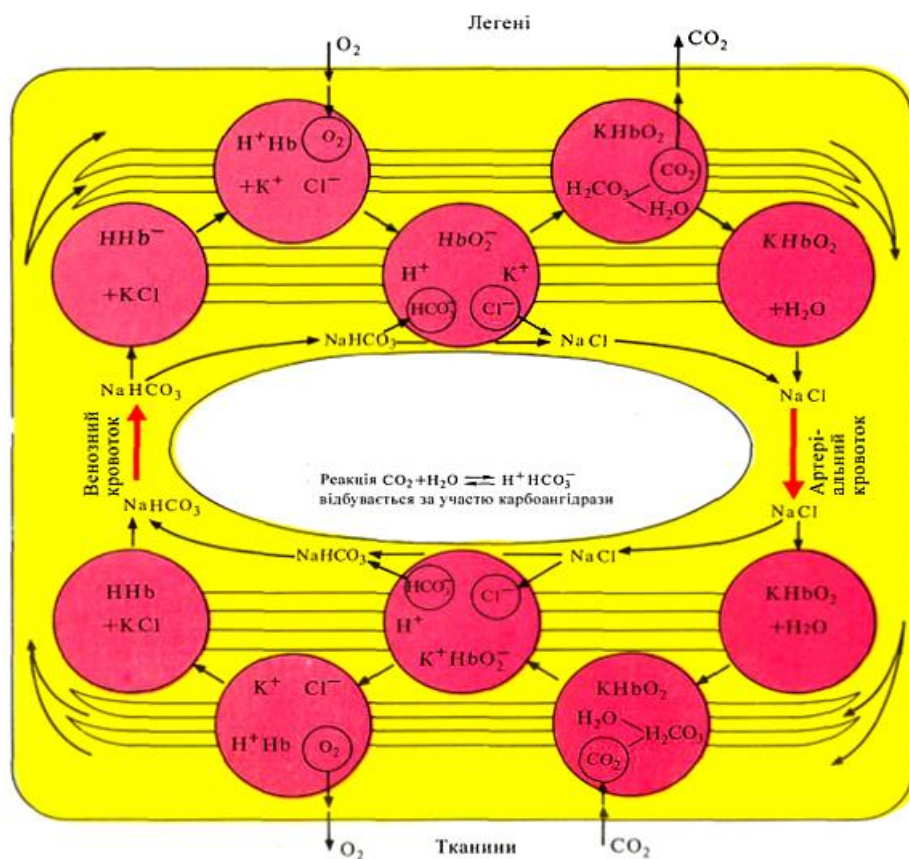 Легені
O₂
CO₂
H⁺Hb
O₂
+K⁺ Cl⁻
KHbO₂
CO₂
H₂CO₃
H₂O
HHb⁻
+KCl
HbO₂⁻
H⁺ K⁺
HCO₃⁻
Cl⁻
KHbO₂
+H₂O
NaHCO₃
NaCl
NaHCO₃
NaCl
Венозний
кровоток
Артері-
альний
кровоток
Реакція CO₂+H₂O ⇌ H⁺HCO₃⁻
відбувається за участю карбоангідрази
NaHCO₃
NaCl
NaHCO₃
NaCl
HHb
+KCl
HCO₃⁻
Cl⁻
H⁺
K⁺HbO₂⁻
KHbO₂
+H₂O
K⁺ Cl⁻
H⁺Hb
O₂
KHbO₂
H₂O
H₂CO₃
CO₂
O₂
Тканини
CO₂